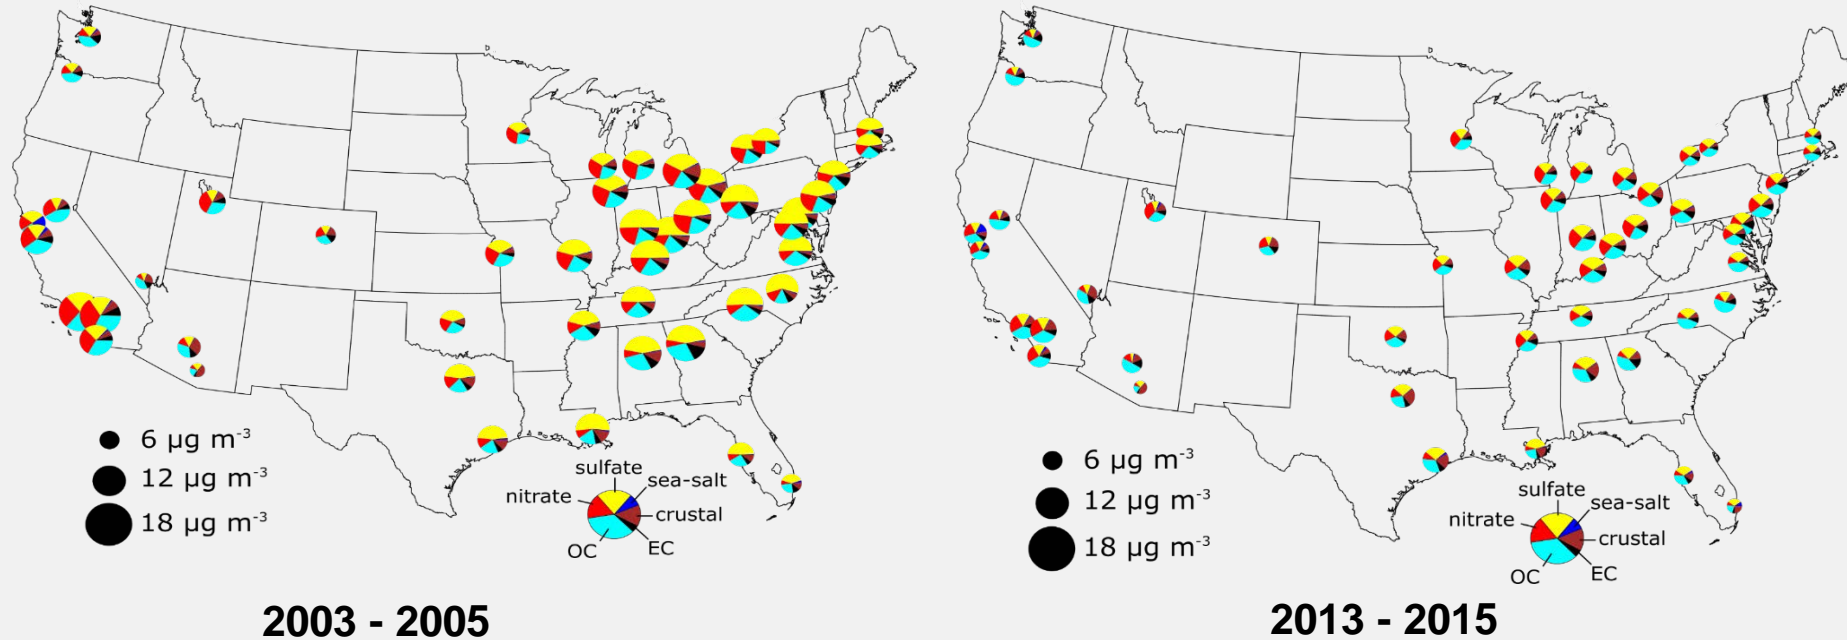 6 µg m⁻³
12 µg m⁻³
18 µg m⁻³
sulfate
nitrate
sea-salt
crustal
OC
EC
2003 - 2005
6 µg m⁻³
12 µg m⁻³
18 µg m⁻³
sulfate
nitrate
sea-salt
crustal
OC
EC
2013 - 2015